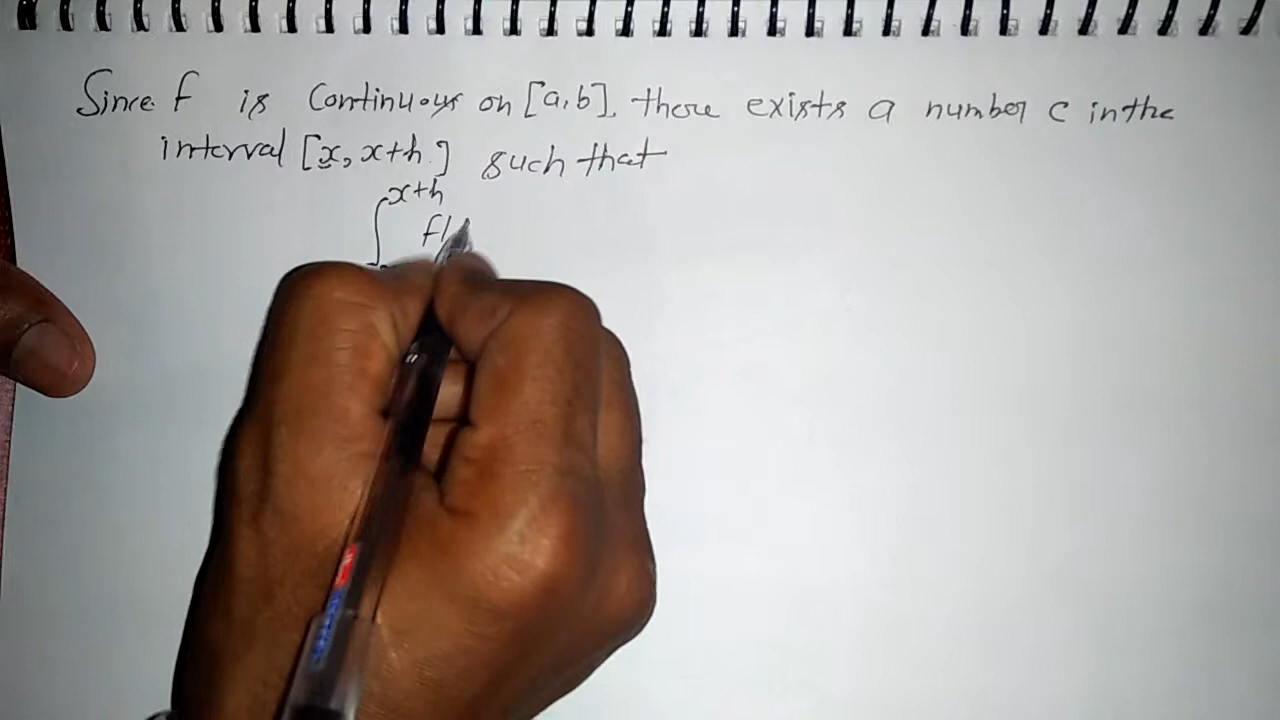 Since f is continuous on [a,b], there exists a number c in the
interval [x, x+h] such that
∫ x+h
f(